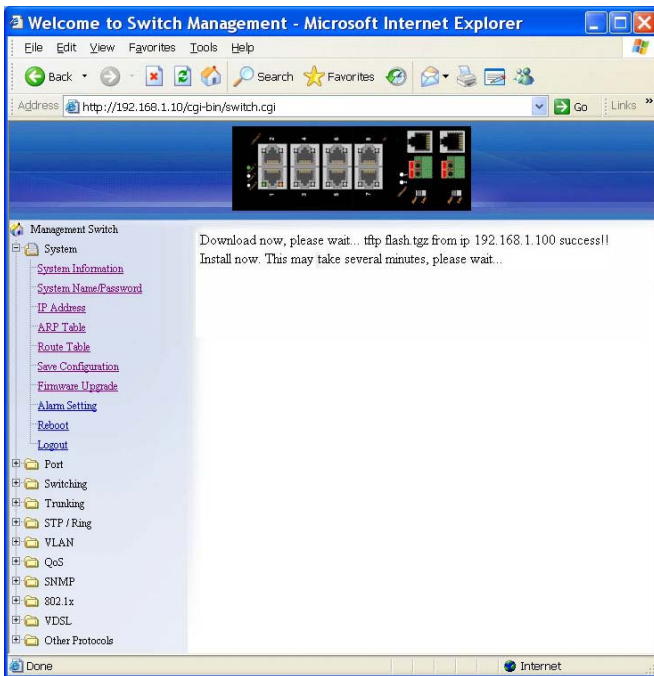 Welcome to Switch Management - Microsoft Internet Explorer
File Edit View Favorites Tools Help
Back Search Favorites
Address http://192.168.1.10/cgi-bin/switch.cgi Go Links »
Management Switch
System
System Information
System Name/Password
IP Address
ARP Table
Route Table
Save Configuration
Firmware Upgrade
Alarm Setting
Reboot
Logout
Port
Switching
Trunking
STP / Ring
VLAN
QoS
SNMP
802.1x
VDSL
Other Protocols
Download now, please wait... tftp flash.tgz from ip 192.168.1.100 success!!
Install now. This may take several minutes, please wait...
Done Internet